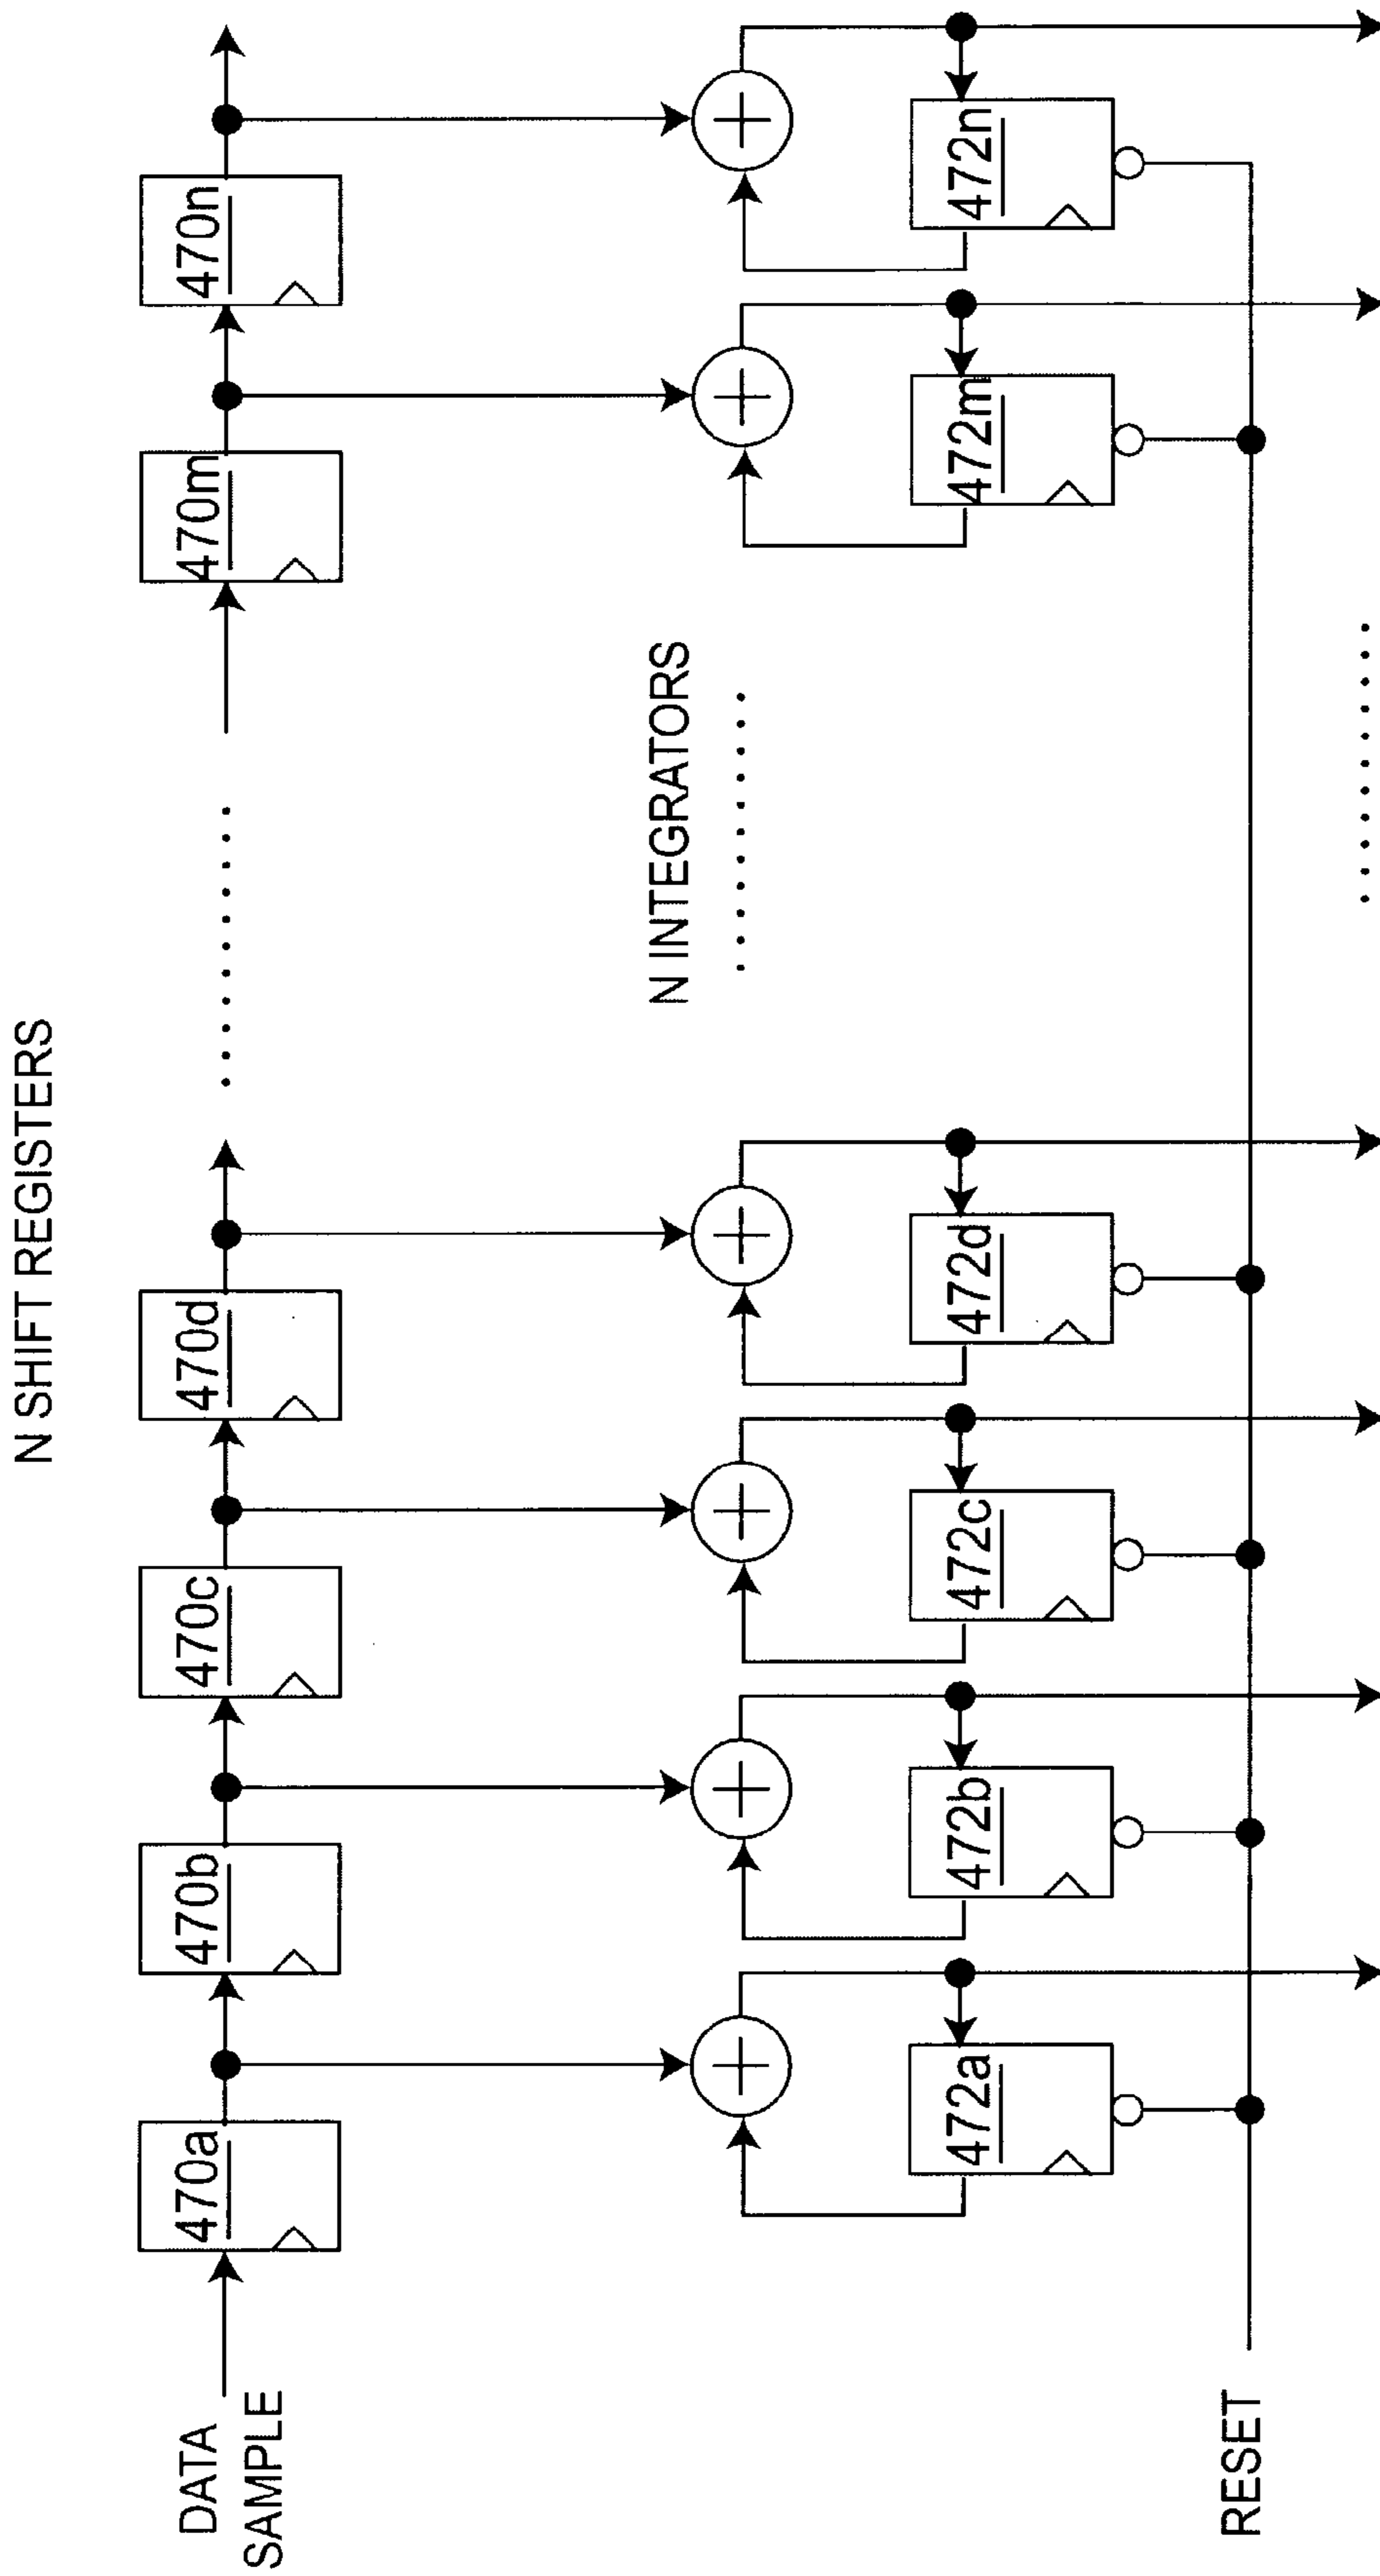 N SHIFT REGISTERS
DATA
SAMPLE
470a
470b
470c
470d
470m
470n
N INTEGRATORS
472a
472b
472c
472d
472m
472n
RESET